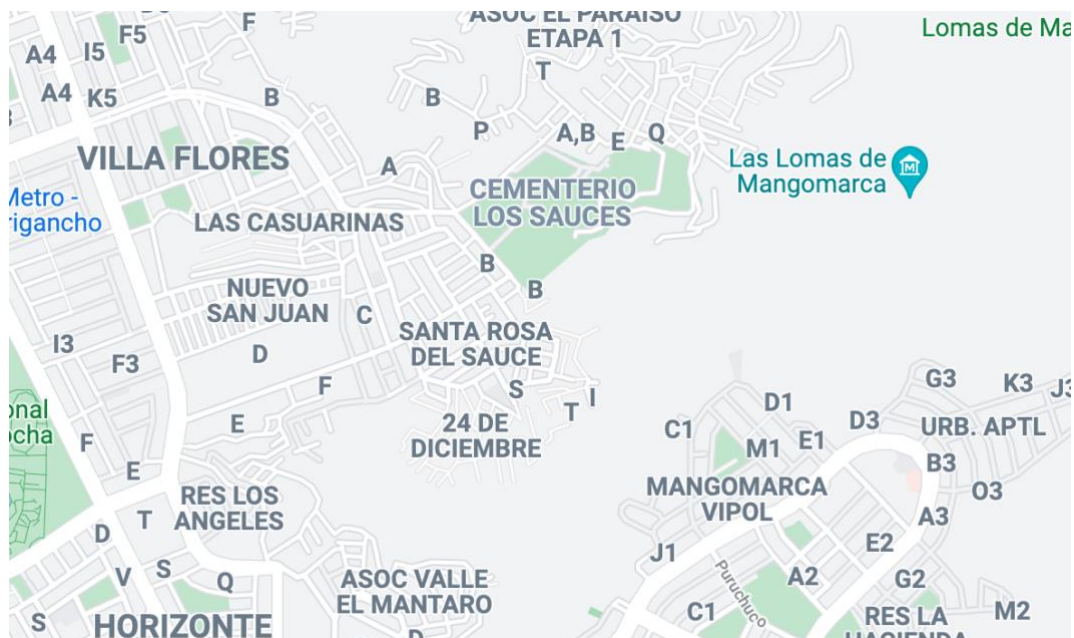 ASOC EL PARAISO
ETAPA 1
Lomas de Ma
F
F5
A4
I5
T
A4
K5
B
B
P
A,B
E
Q
VILLA FLORES
A
Las Lomas de
Mangomarca
CEMENTERIO
LOS SAUCES
Metro -
rigancho
LAS CASUARINAS
B
NUEVO
SAN JUAN
B
C
SANTA ROSA
DEL SAUCE
I3
F3
D
F
S
T
I
G3
K3
J3
onal
ocha
F
E
24 DE
DICIEMBRE
C1
D1
M1
E1
D3
URB. APTL
B3
O3
E
RES LOS
ANGELES
MANGOMARCA
VIPOL
A3
D
T
J1
E2
V
S
Q
ASOC VALLE
EL MANTARO
Puruchuco
A2
G2
S
HORIZONTE
D
C1
RES LA
HACIENDA
M2